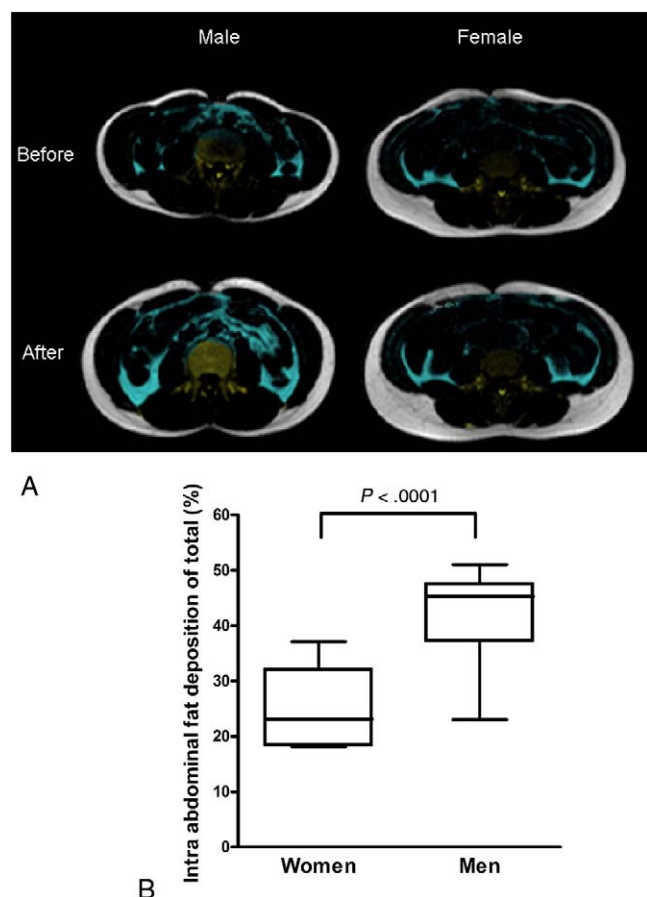 Male Female
Before
After
A
P < .0001
Intra abdominal fat deposition of total (%)
60
50
40
30
20
10
0
Women Men
B